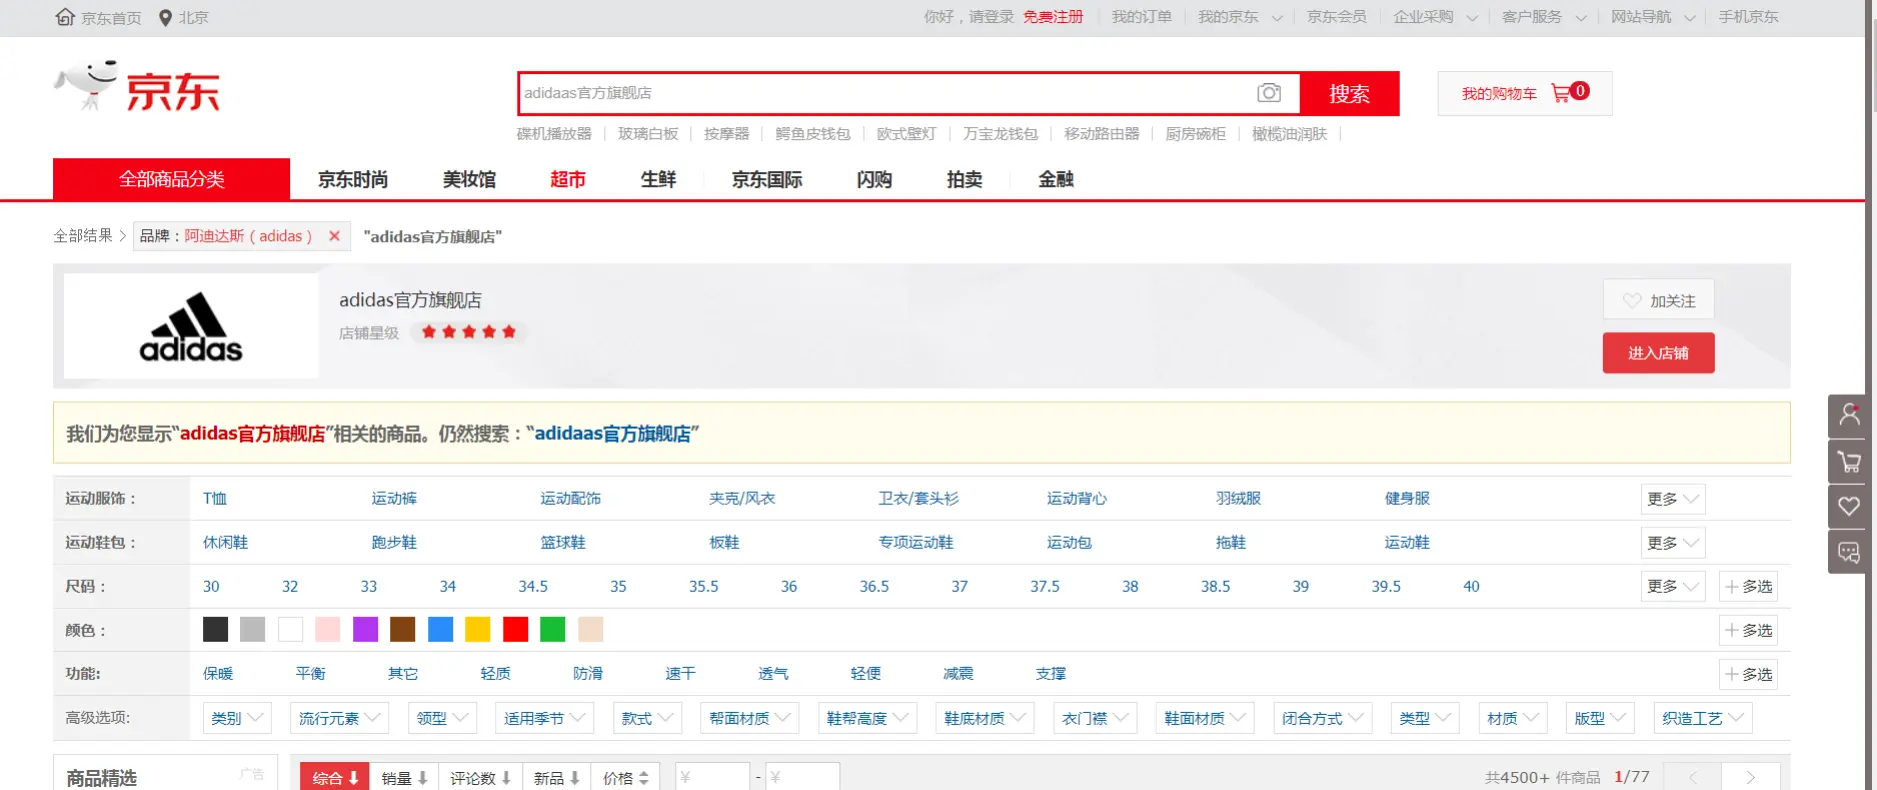 京东首页 北京 你好，请登录 免费注册 我的订单 我的京东 京东会员 企业采购 客户服务 网站导航 手机京东
京东
adidaas官方旗舰店 搜索 我的购物车 0
碟机播放器 玻璃白板 按摩器 鳄鱼皮钱包 欧式壁灯 万宝龙钱包 移动路由器 厨房碗柜 橄榄油润肤
全部商品分类 京东时尚 美妆馆 超市 生鲜 京东国际 闪购 拍卖 金融
全部结果 > 品牌：阿迪达斯（adidas） × "adidas官方旗舰店"
adidas
adidas官方旗舰店
店铺星级
加关注
进入店铺
我们为您显示“adidas官方旗舰店”相关的商品。仍然搜索：“adidaas官方旗舰店”
运动服饰： T恤 运动裤 运动配饰 夹克/风衣 卫衣/套头衫 运动背心 羽绒服 健身服 更多
运动鞋包： 休闲鞋 跑步鞋 篮球鞋 板鞋 专项运动鞋 运动包 拖鞋 运动鞋 更多
尺码： 30 32 33 34 34.5 35 35.5 36 36.5 37 37.5 38 38.5 39 39.5 40 更多 +多选
颜色： +多选
功能: 保暖 平衡 其它 轻质 防滑 速干 透气 轻便 减震 支撑 +多选
高级选项: 类别 流行元素 领型 适用季节 款式 帮面材质 鞋帮高度 鞋底材质 衣门襟 鞋面材质 闭合方式 类型 材质 版型 织造工艺
商品精选 广告 综合 销量 评论数 新品 价格 ¥ - ¥ 共4500+ 件商品 1/77 < >